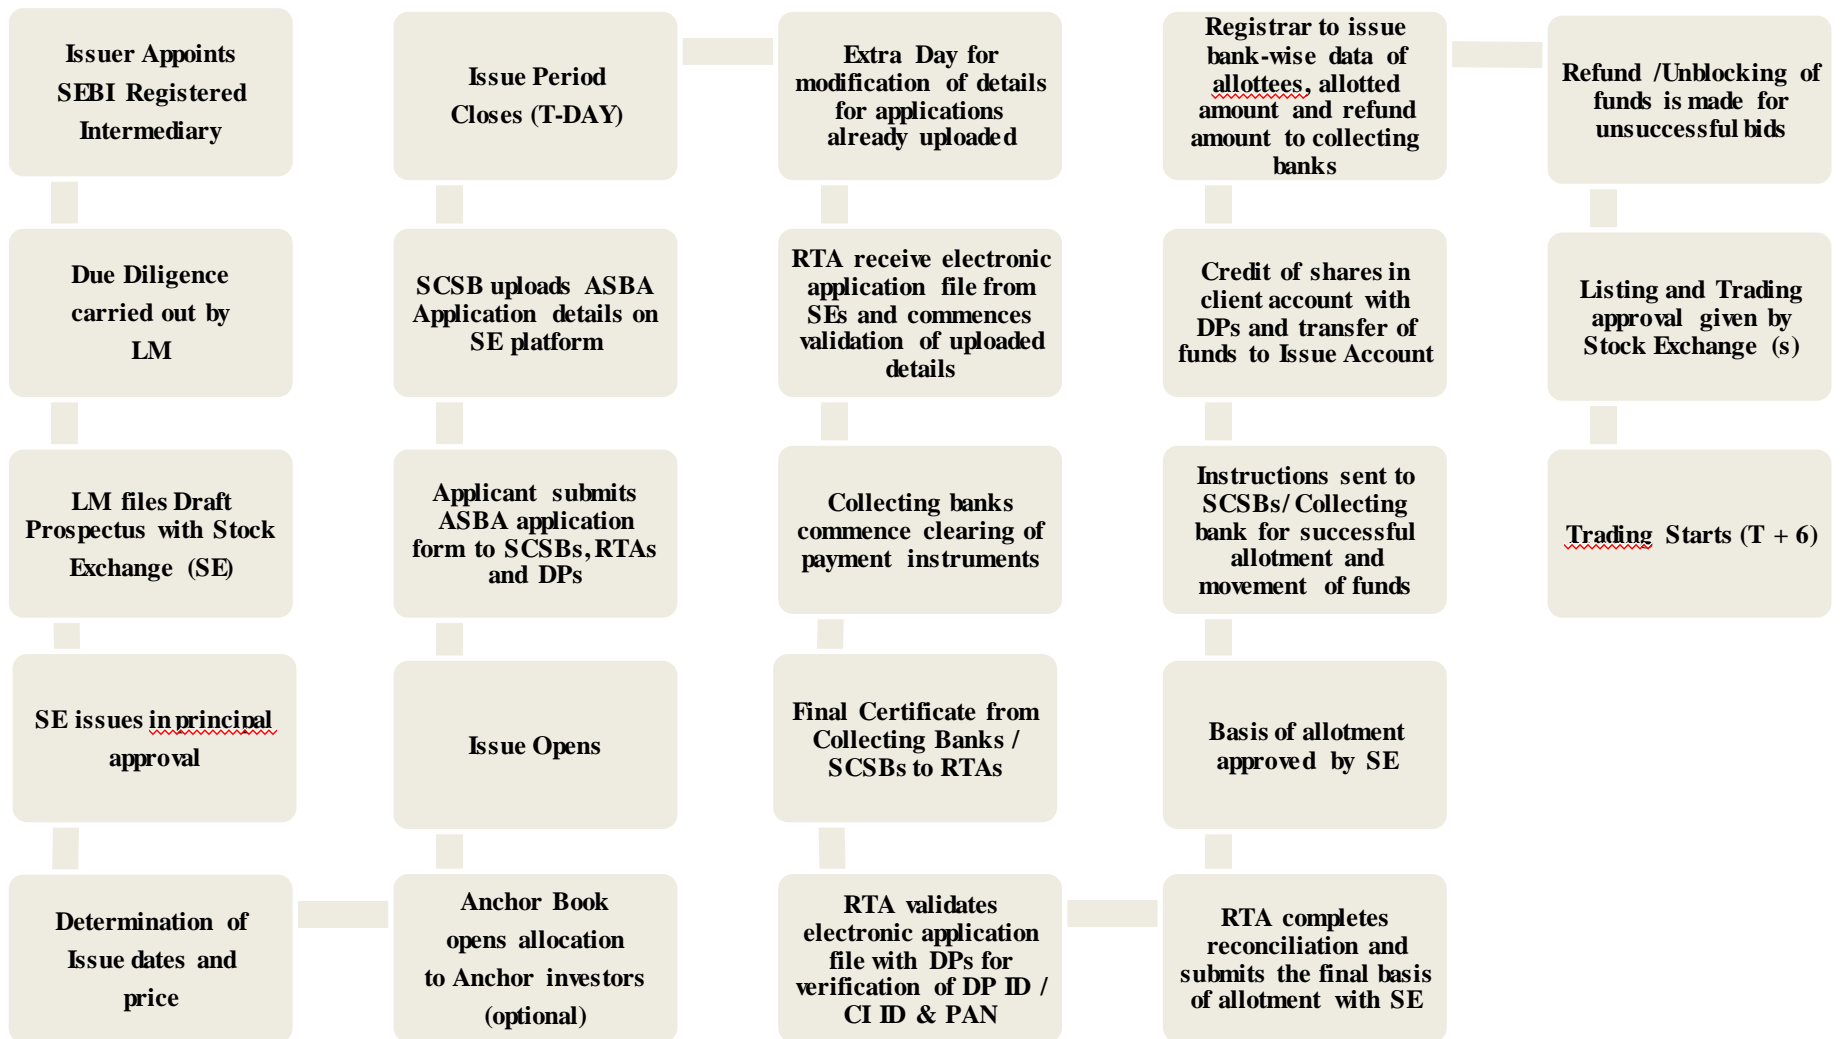 Issuer Appoints
SEBI Registered
Intermediary
Due Diligence
carried out by
LM
LM files Draft
Prospectus with Stock
Exchange (SE)
SE issues in principal
approval
Determination of
Issue dates and
price
Anchor Book
opens allocation
to Anchor investors
(optional)
Issue Opens
Applicant submits
ASBA application
form to SCSBs, RTAs
and DPs
SCSB uploads ASBA
Application details on
SE platform
Issue Period
Closes (T-DAY)
Extra Day for
modification of details
for applications
already uploaded
RTA receive electronic
application file from
SEs and commences
validation of uploaded
details
Collecting banks
commence clearing of
payment instruments
Final Certificate from
Collecting Banks /
SCSBs to RTAs
RTA validates
electronic application
file with DPs for
verification of DP ID /
CI ID & PAN
RTA completes
reconciliation and
submits the final basis
of allotment with SE
Basis of allotment
approved by SE
Instructions sent to
SCSBs/ Collecting
bank for successful
allotment and
movement of funds
Credit of shares in
client account with
DPs and transfer of
funds to Issue Account
Registrar to issue
bank-wise data of
allottees, allotted
amount and refund
amount to collecting
banks
Refund /Unblocking of
funds is made for
unsuccessful bids
Listing and Trading
approval given by
Stock Exchange (s)
Trading Starts (T + 6)